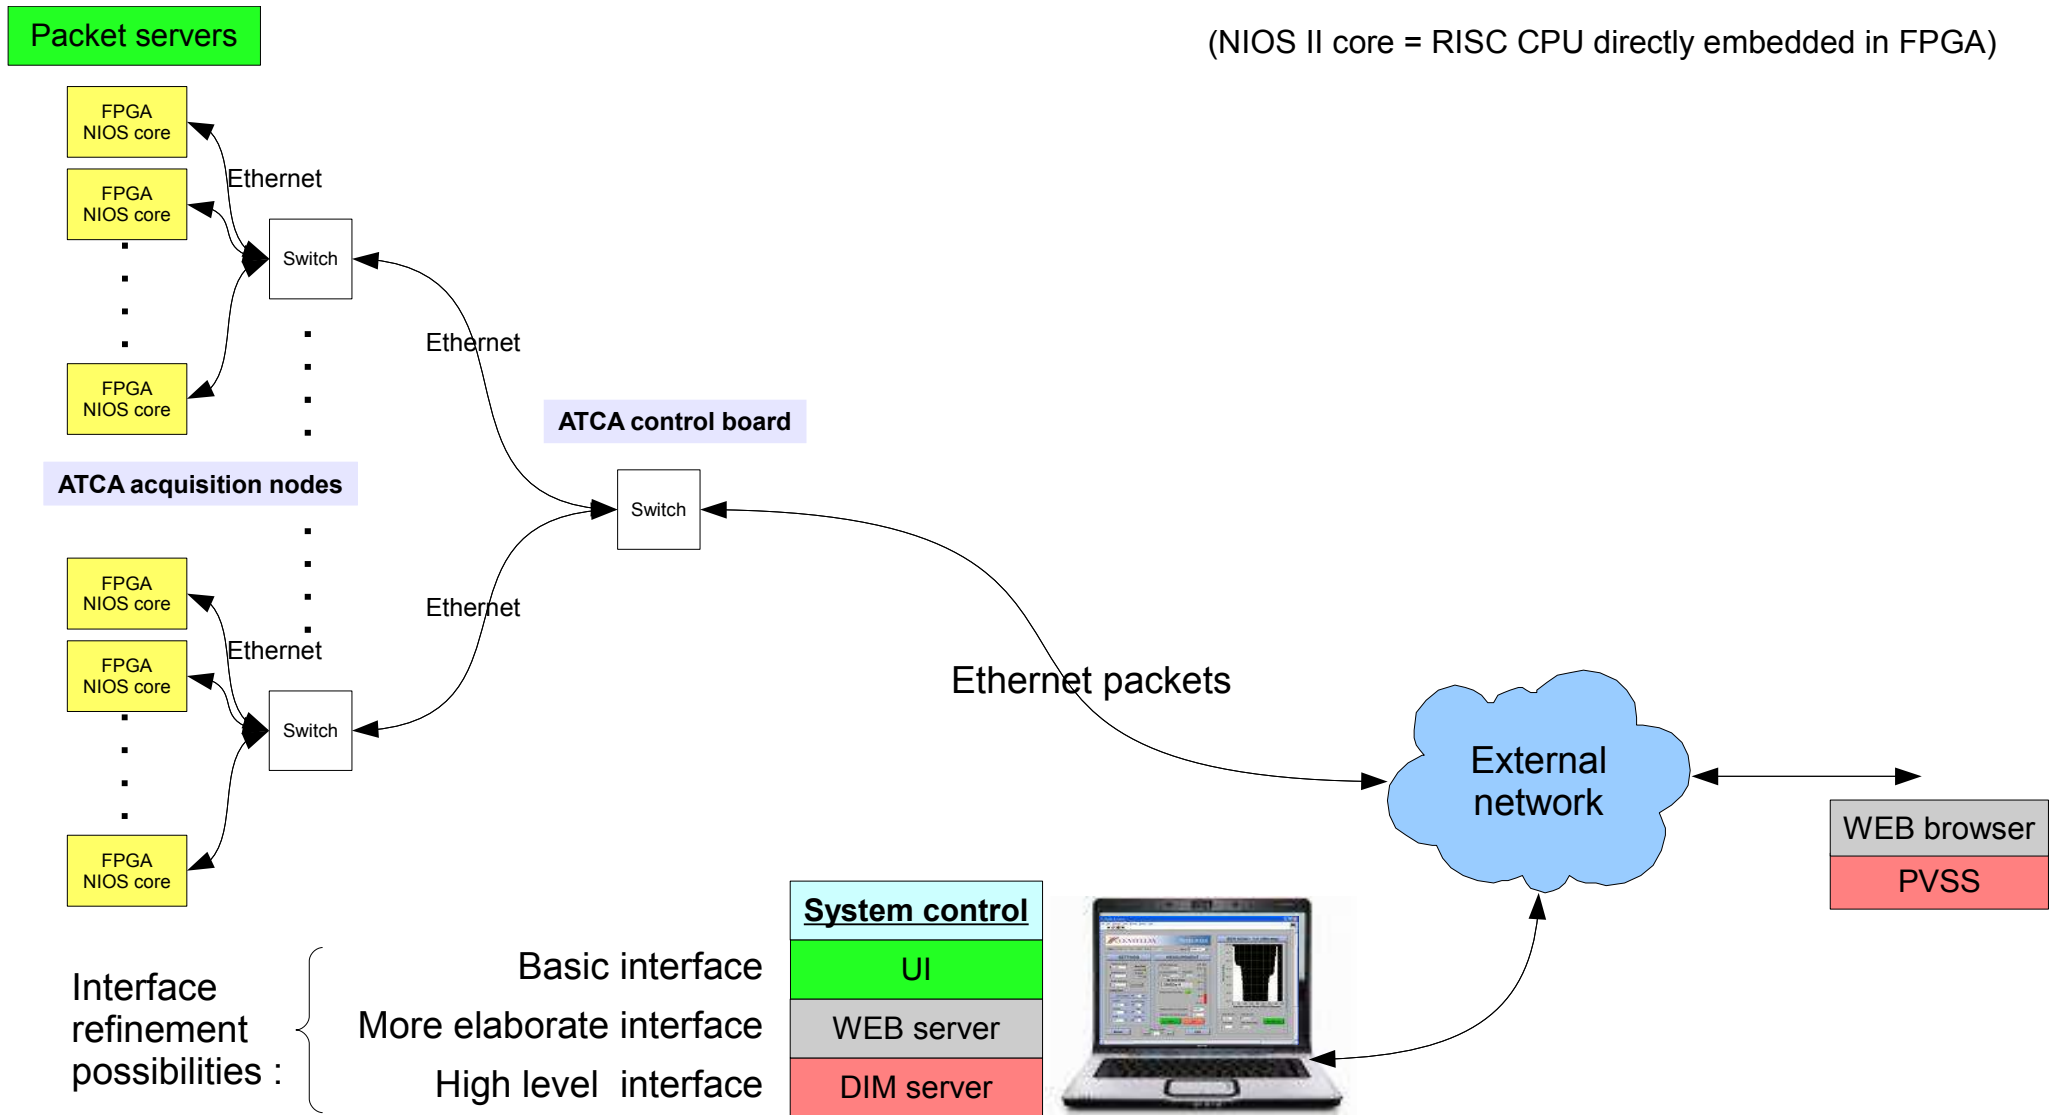 Packet servers
(NIOS II core = RISC CPU directly embedded in FPGA)
FPGA
NIOS core
Ethernet
FPGA
NIOS core
Switch
Ethernet
FPGA
NIOS core
ATCA control board
ATCA acquisition nodes
Switch
FPGA
NIOS core
Ethernet
Ethernet
FPGA
NIOS core
Switch
Ethernet packets
External
network
WEB browser
PVSS
FPGA
NIOS core
System control
Interface
refinement
possibilities :
Basic interface
UI
More elaborate interface
WEB server
High level interface
DIM server
SETTINGS
MEASUREMENT